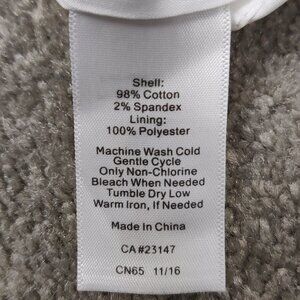 Shell:
98% Cotton
2% Spandex
Lining:
100% Polyester
Machine Wash Cold
Gentle Cycle
Only Non-Chlorine
Bleach When Needed
Tumble Dry Low
Warm Iron, If Needed
Made In China
CA#23147
CN65 11/16